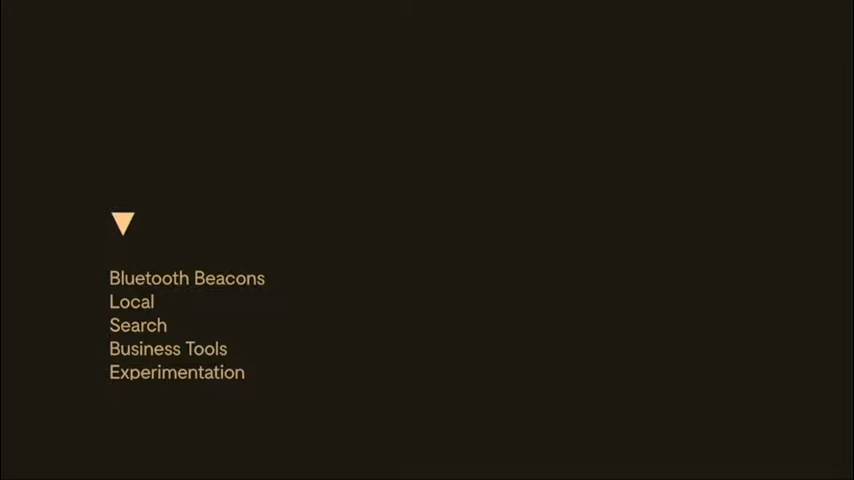 Bluetooth Beacons
Local
Search
Business Tools
Experimentation